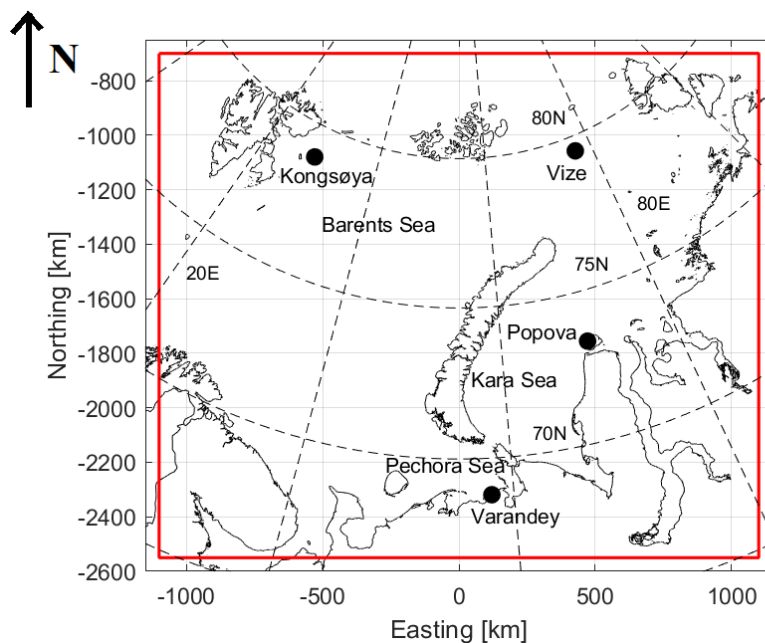 N
-800
-1000
-1200
-1400
-1600
-1800
-2000
-2200
-2400
-2600
Northing [km]
80N
Kongsøya
Vize
80E
Barents Sea
75N
20E
Popova
Kara Sea
70N
Pechora Sea
Varandey
-1000
-500
0
500
1000
Easting [km]